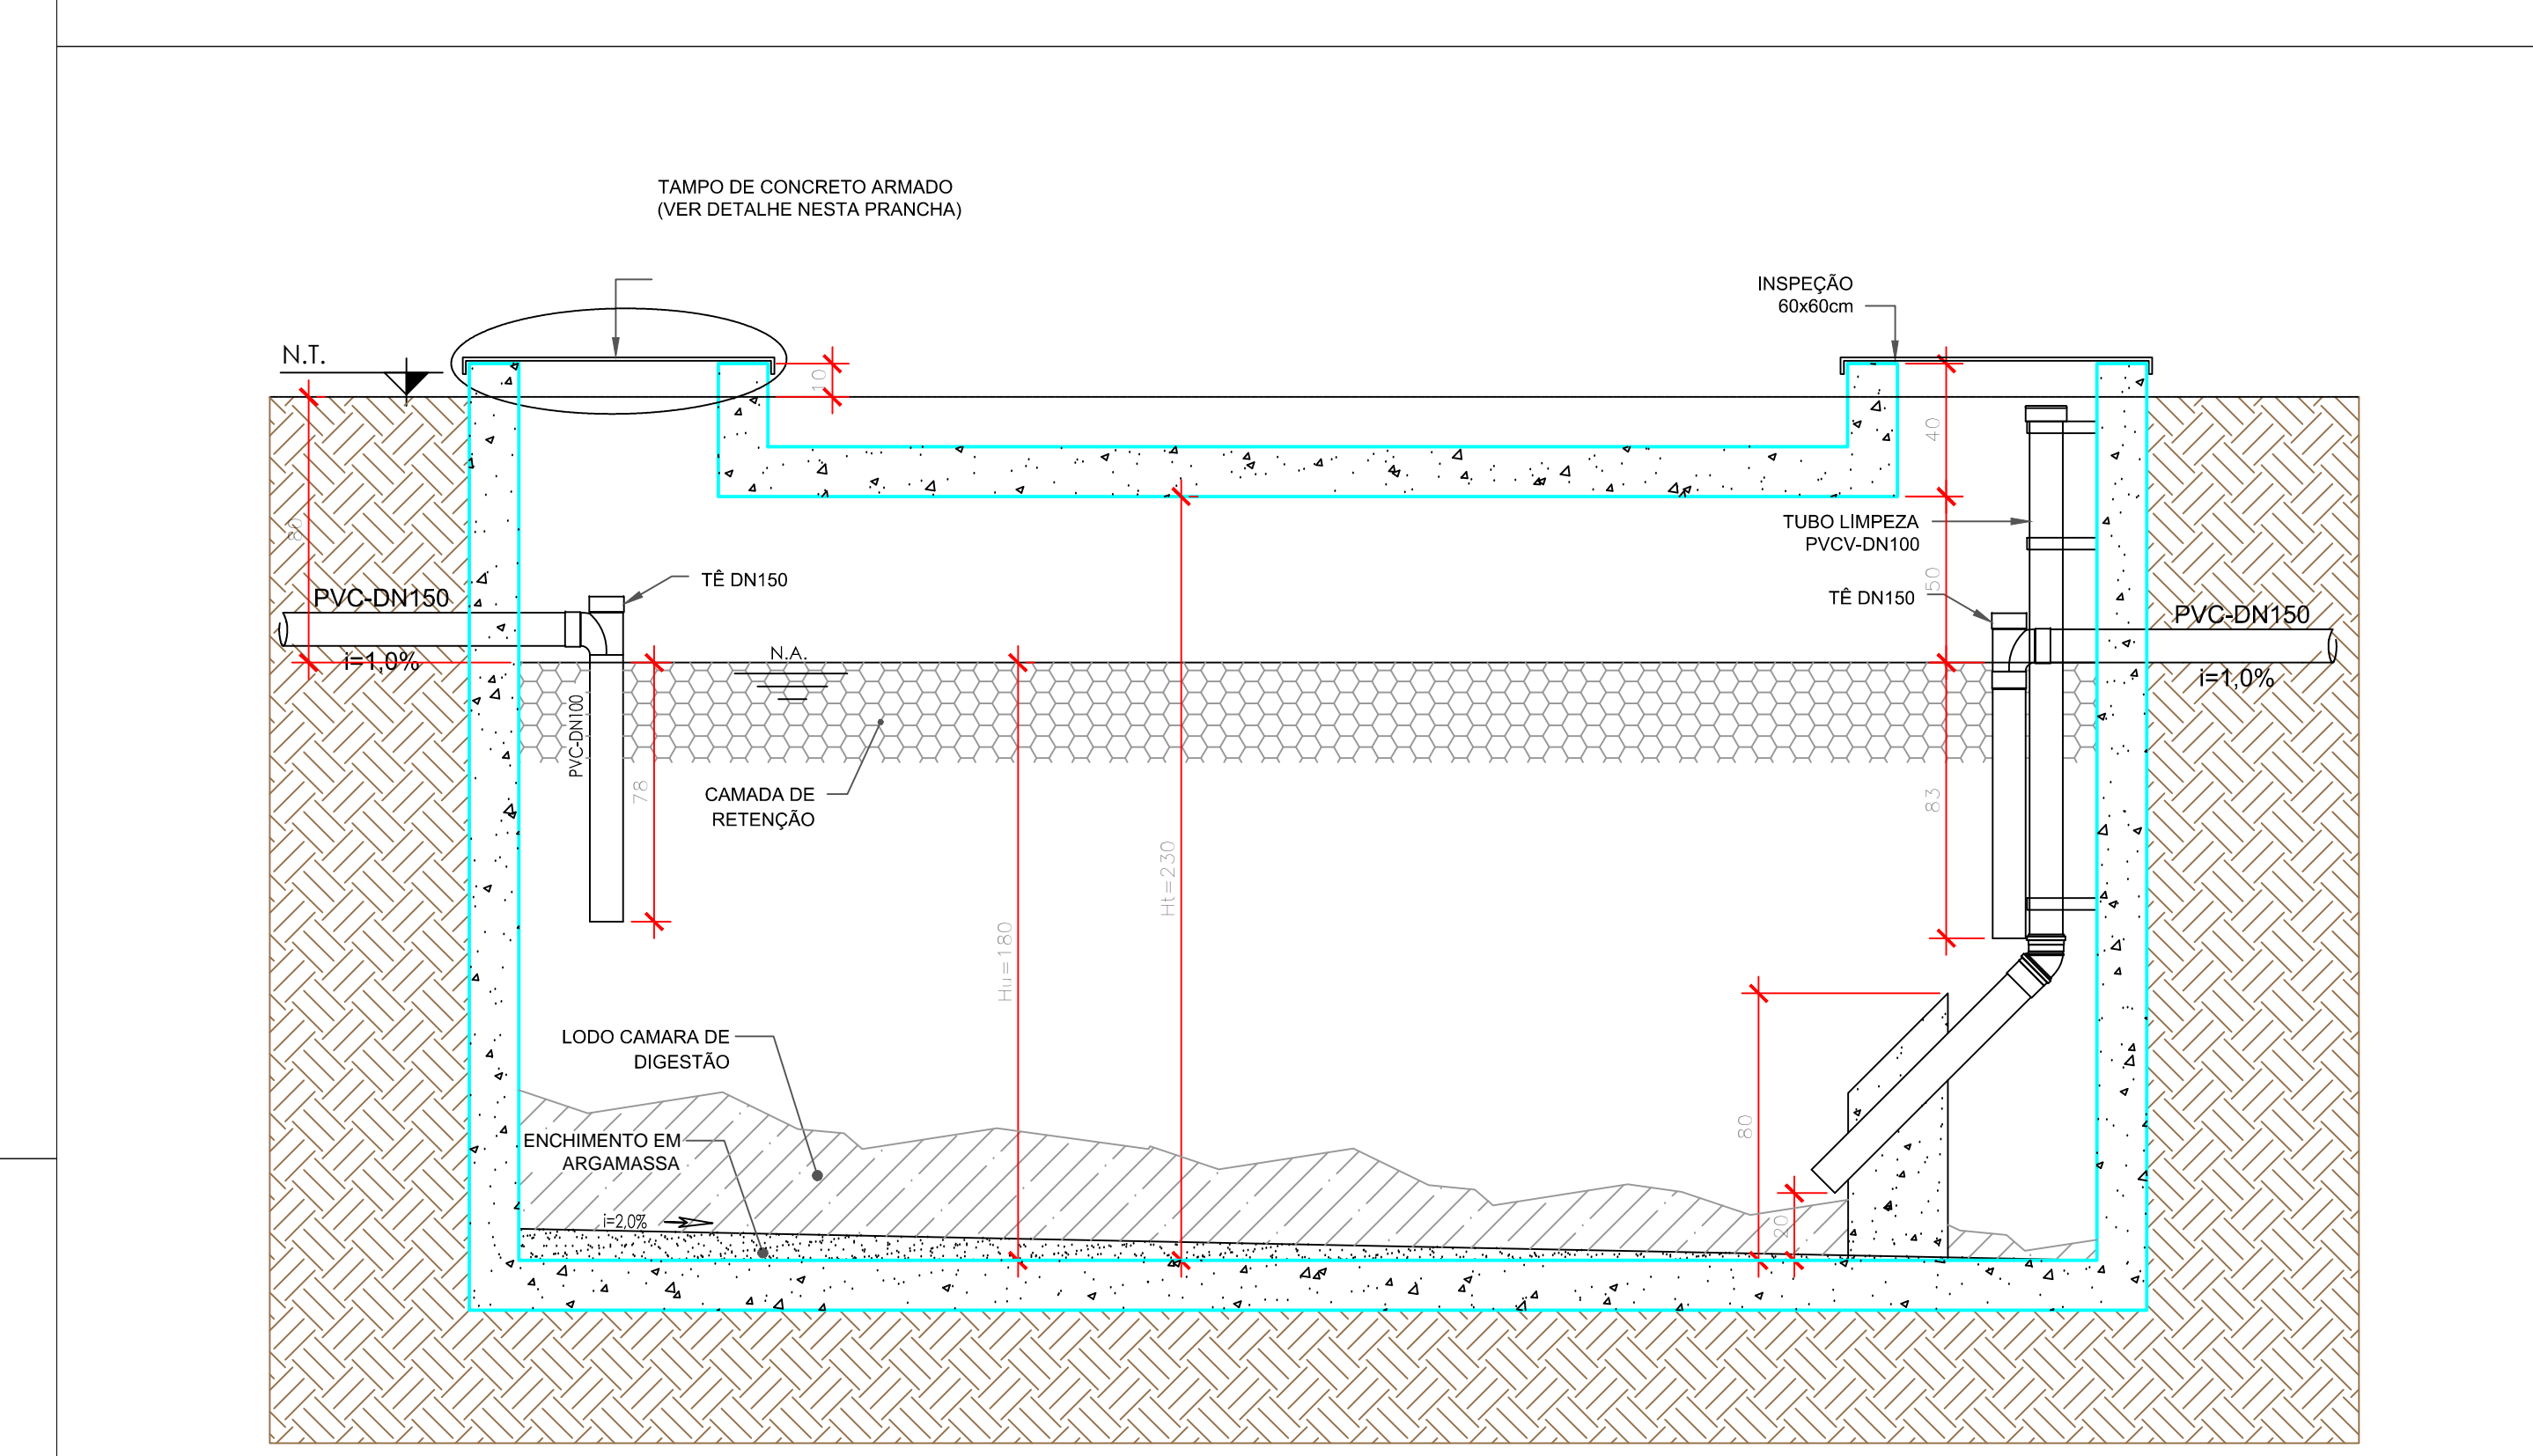 TAMPO DE CONCRETO ARMADO
(VER DETALHE NESTA PRANCHA)
INSPEÇÃO
60x60cm
N.T.
10
40
80
TUBO LIMPEZA
PVCV-DN100
TÊ DN150
50
TÊ DN150
PVC-DN150
PVC-DN150
i=1,0%
i=1,0%
N.A.
PVC-DN100
78
CAMADA DE
RETENÇÃO
83
Ht=230
Hu=180
LODO CAMARA DE
DIGESTÃO
80
ENCHIMENTO EM
ARGAMASSA
i=2,0%
20